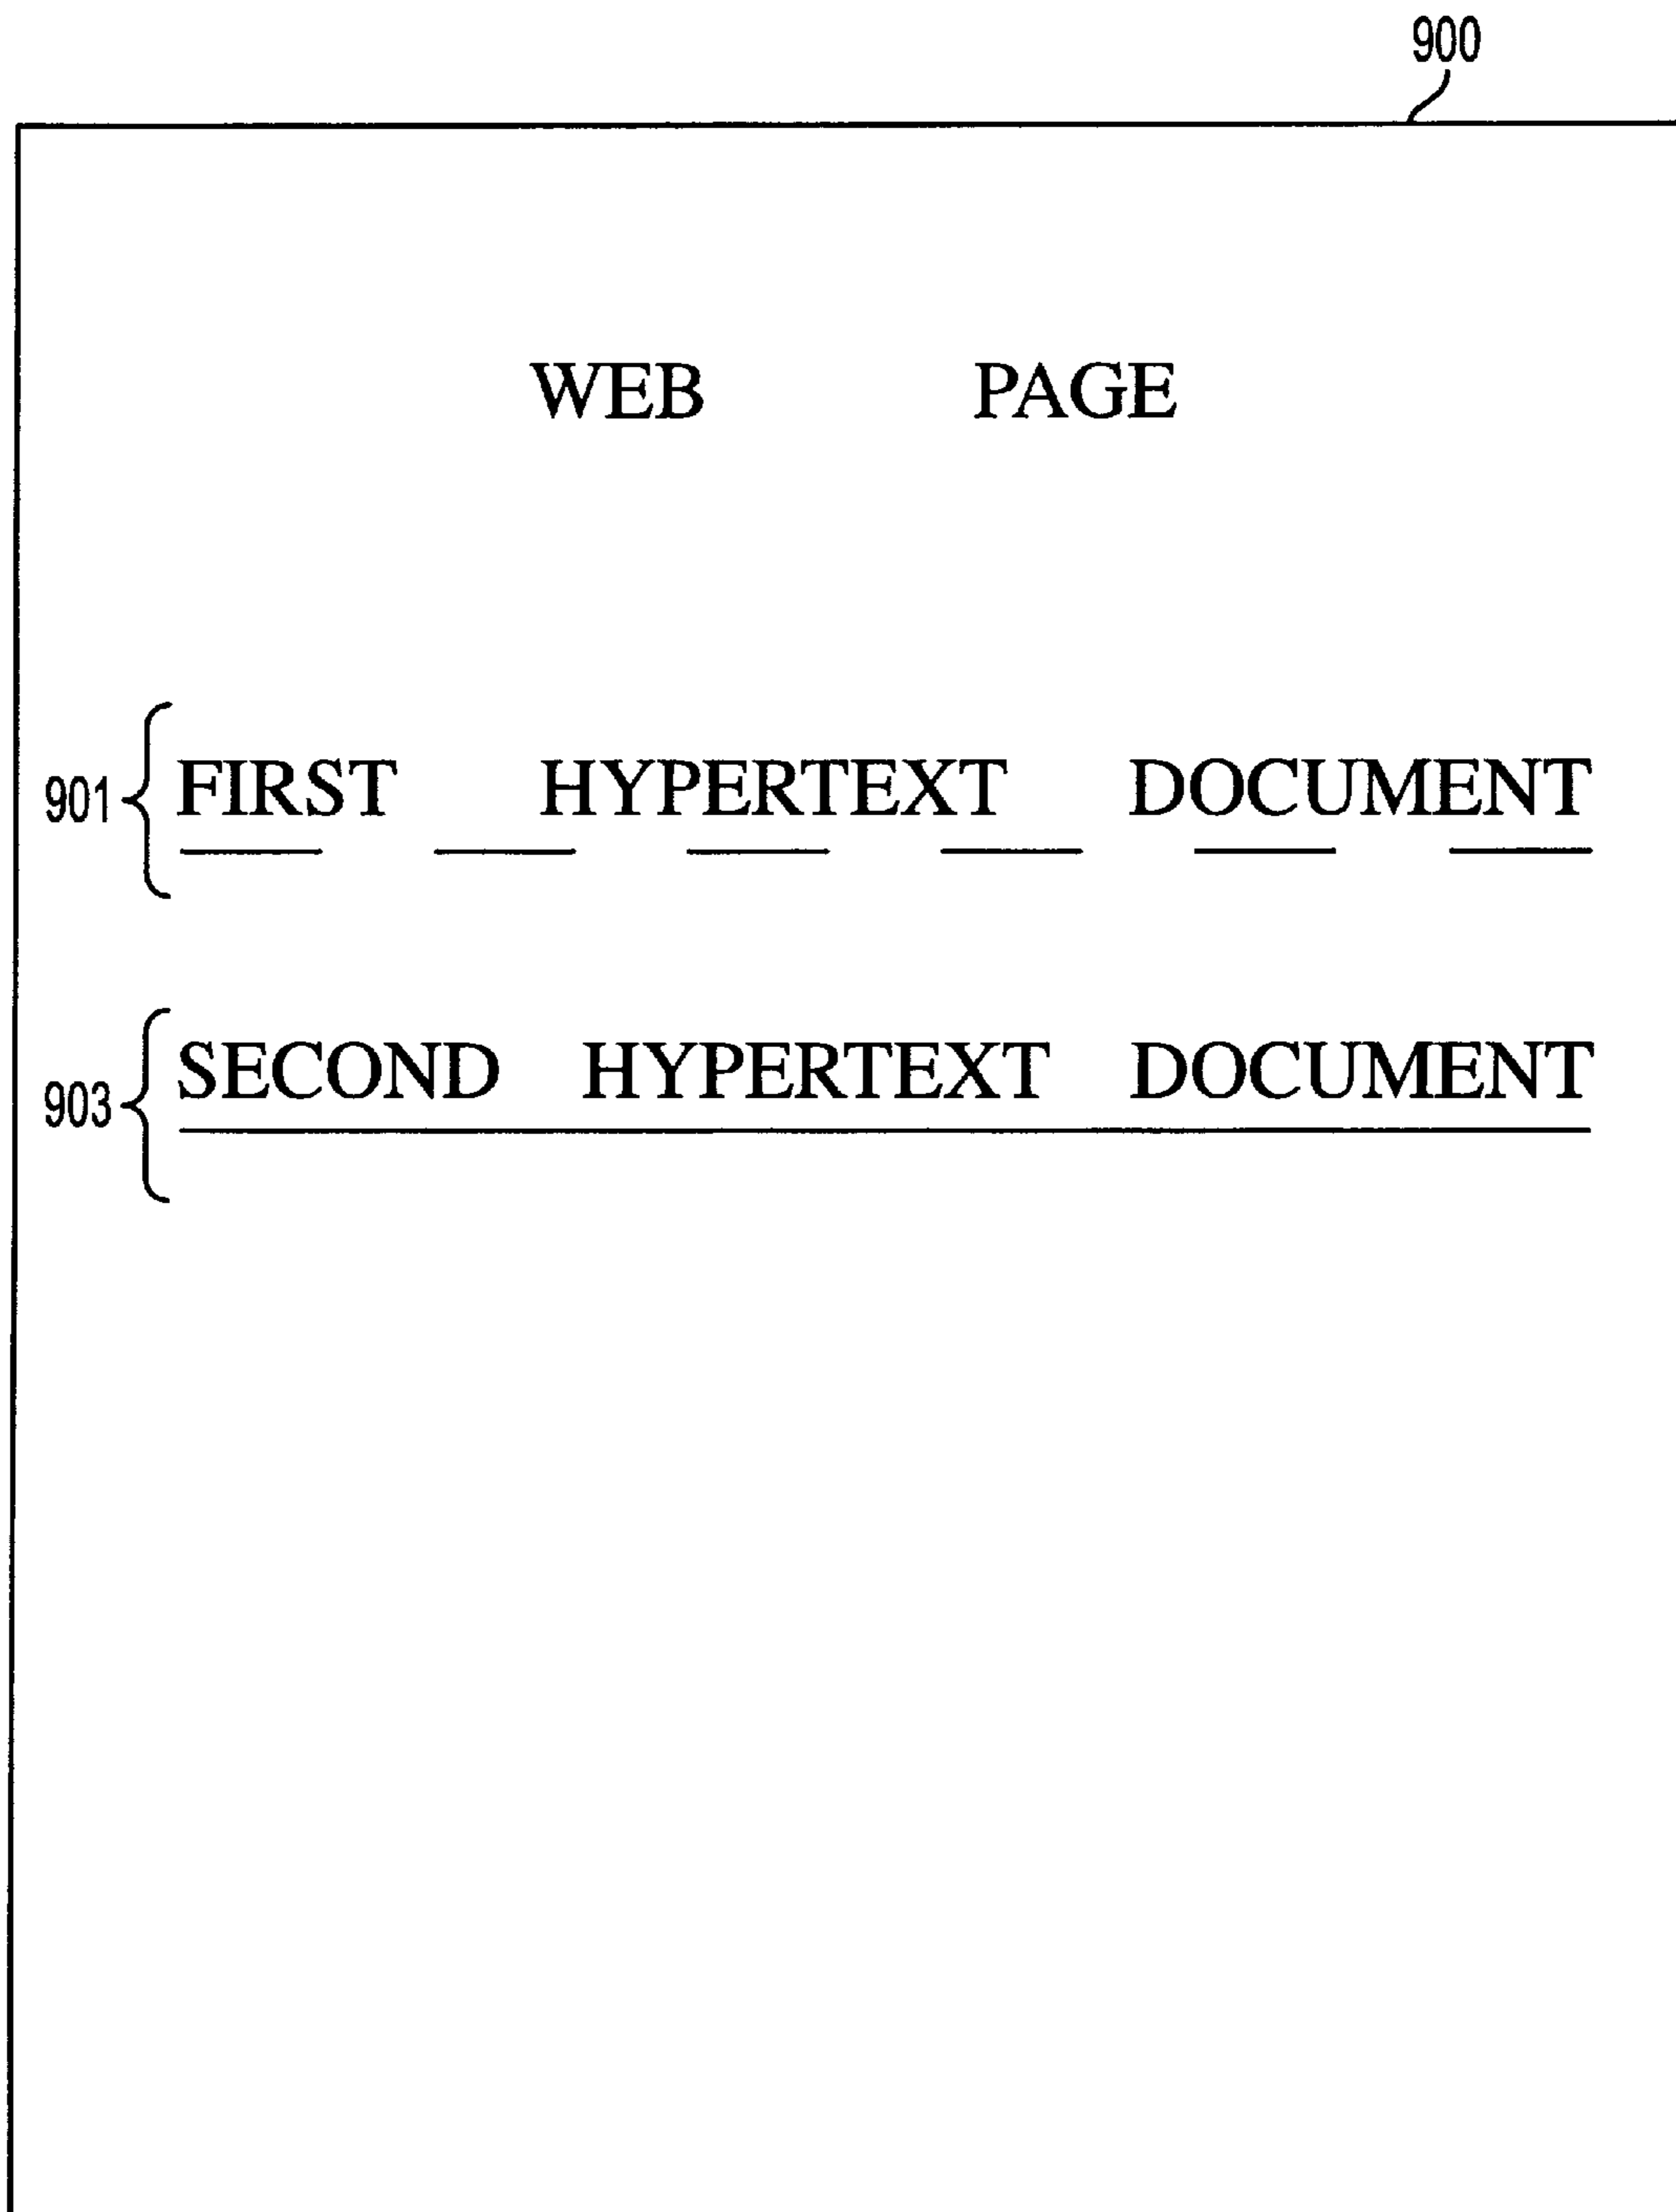 900
WEB PAGE
901 FIRST HYPERTEXT DOCUMENT
903 SECOND HYPERTEXT DOCUMENT